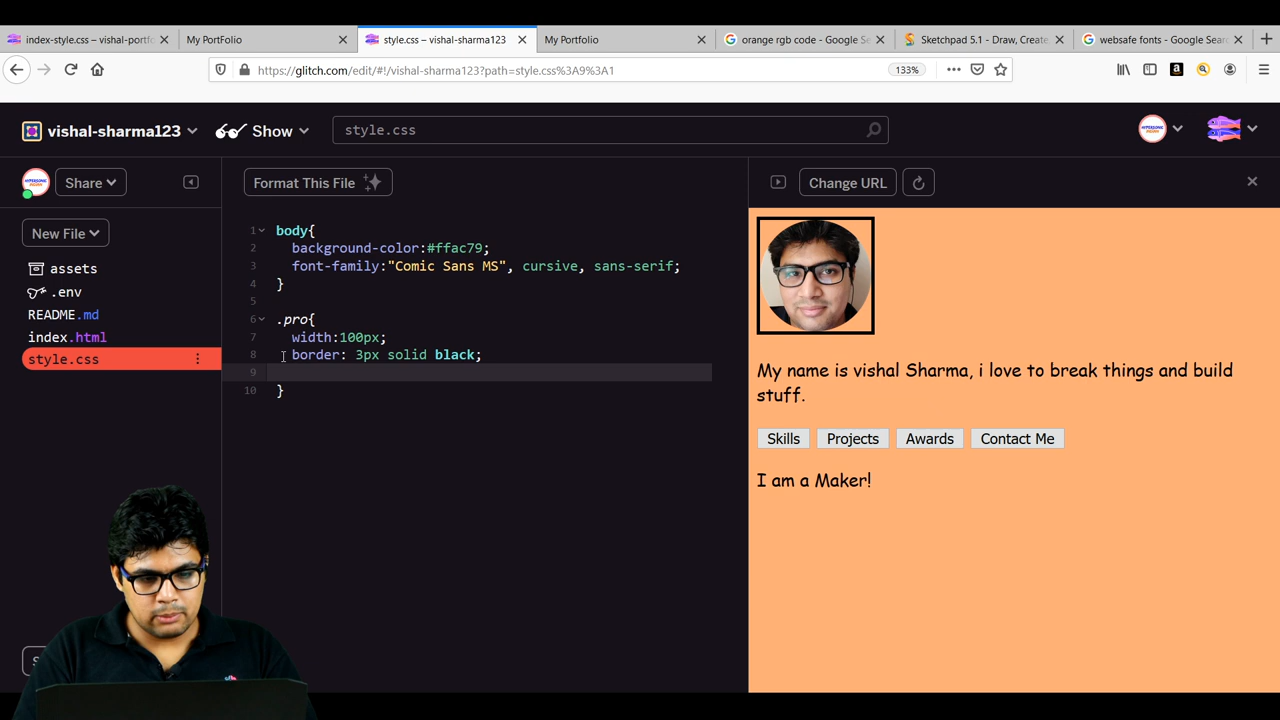 index-style.css – vishal-portfo
My PortFolio
style.css – vishal-sharma123
My Portfolio
orange rgb code - Google Se
Sketchpad 5.1 - Draw, Create
websafe fonts - Google Sear
https://glitch.com/edit/#!/vishal-sharma123?path=style.css%3A9%3A1
133%
vishal-sharma123
Show
style.css
Share
Format This File
Change URL
New File
assets
.env
README.md
index.html
style.css
1 body{
2 background-color:#ffac79;
3 font-family:"Comic Sans MS", cursive, sans-serif;
4 }
5
6 .pro{
7 width:100px;
8 border: 3px solid black;
9
10 }
My name is vishal Sharma, i love to break things and build
stuff.
Skills Projects Awards Contact Me
I am a Maker!